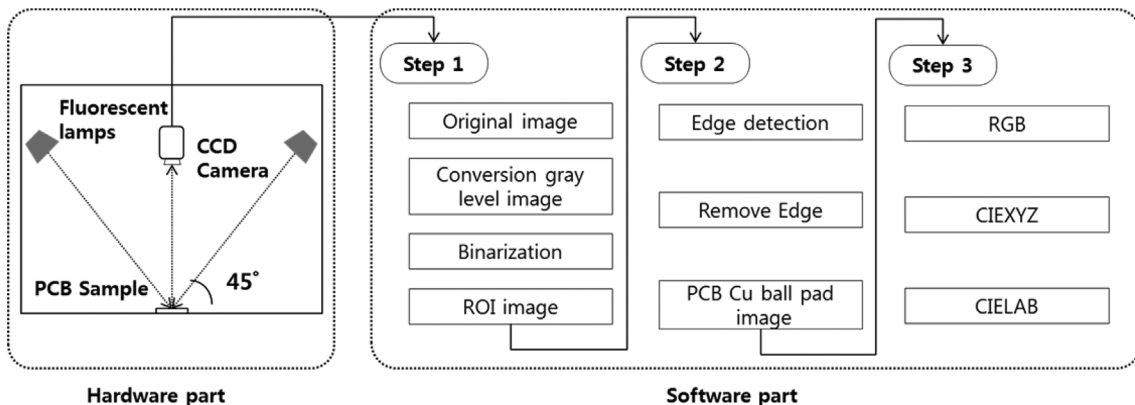 Fluorescent
lamps
CCD
Camera
PCB Sample
45°
Hardware part
Step 1
Original image
Conversion gray
level image
Binarization
ROI image
Step 2
Edge detection
Remove Edge
PCB Cu ball pad
image
Step 3
RGB
CIEXYZ
CIELAB
Software part